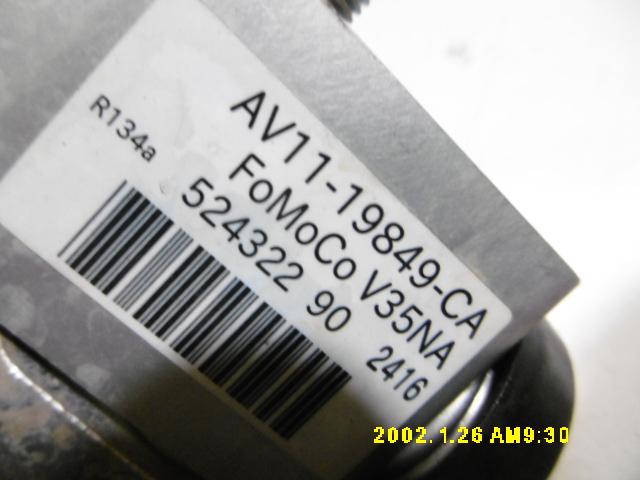 AV11-19849-CA
R134a
FoMoCo V35NA
524322 90
2416
2002.1.26 AM9:30